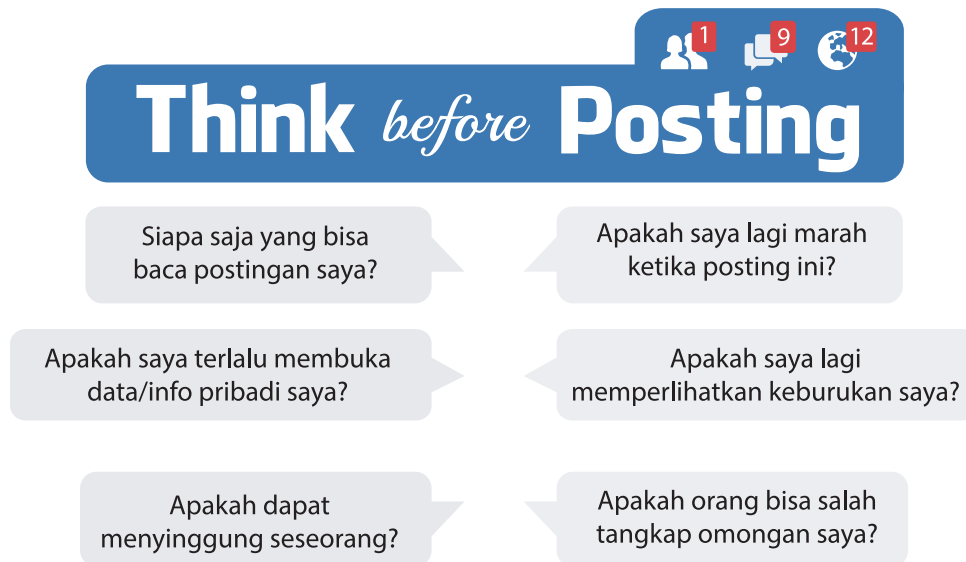 1
9
12
Think before Posting
Siapa saja yang bisa
baca postingan saya?
Apakah saya lagi marah
ketika posting ini?
Apakah saya terlalu membuka
data/info pribadi saya?
Apakah saya lagi
memperlihatkan keburukan saya?
Apakah dapat
menyinggung seseorang?
Apakah orang bisa salah
tangkap omongan saya?